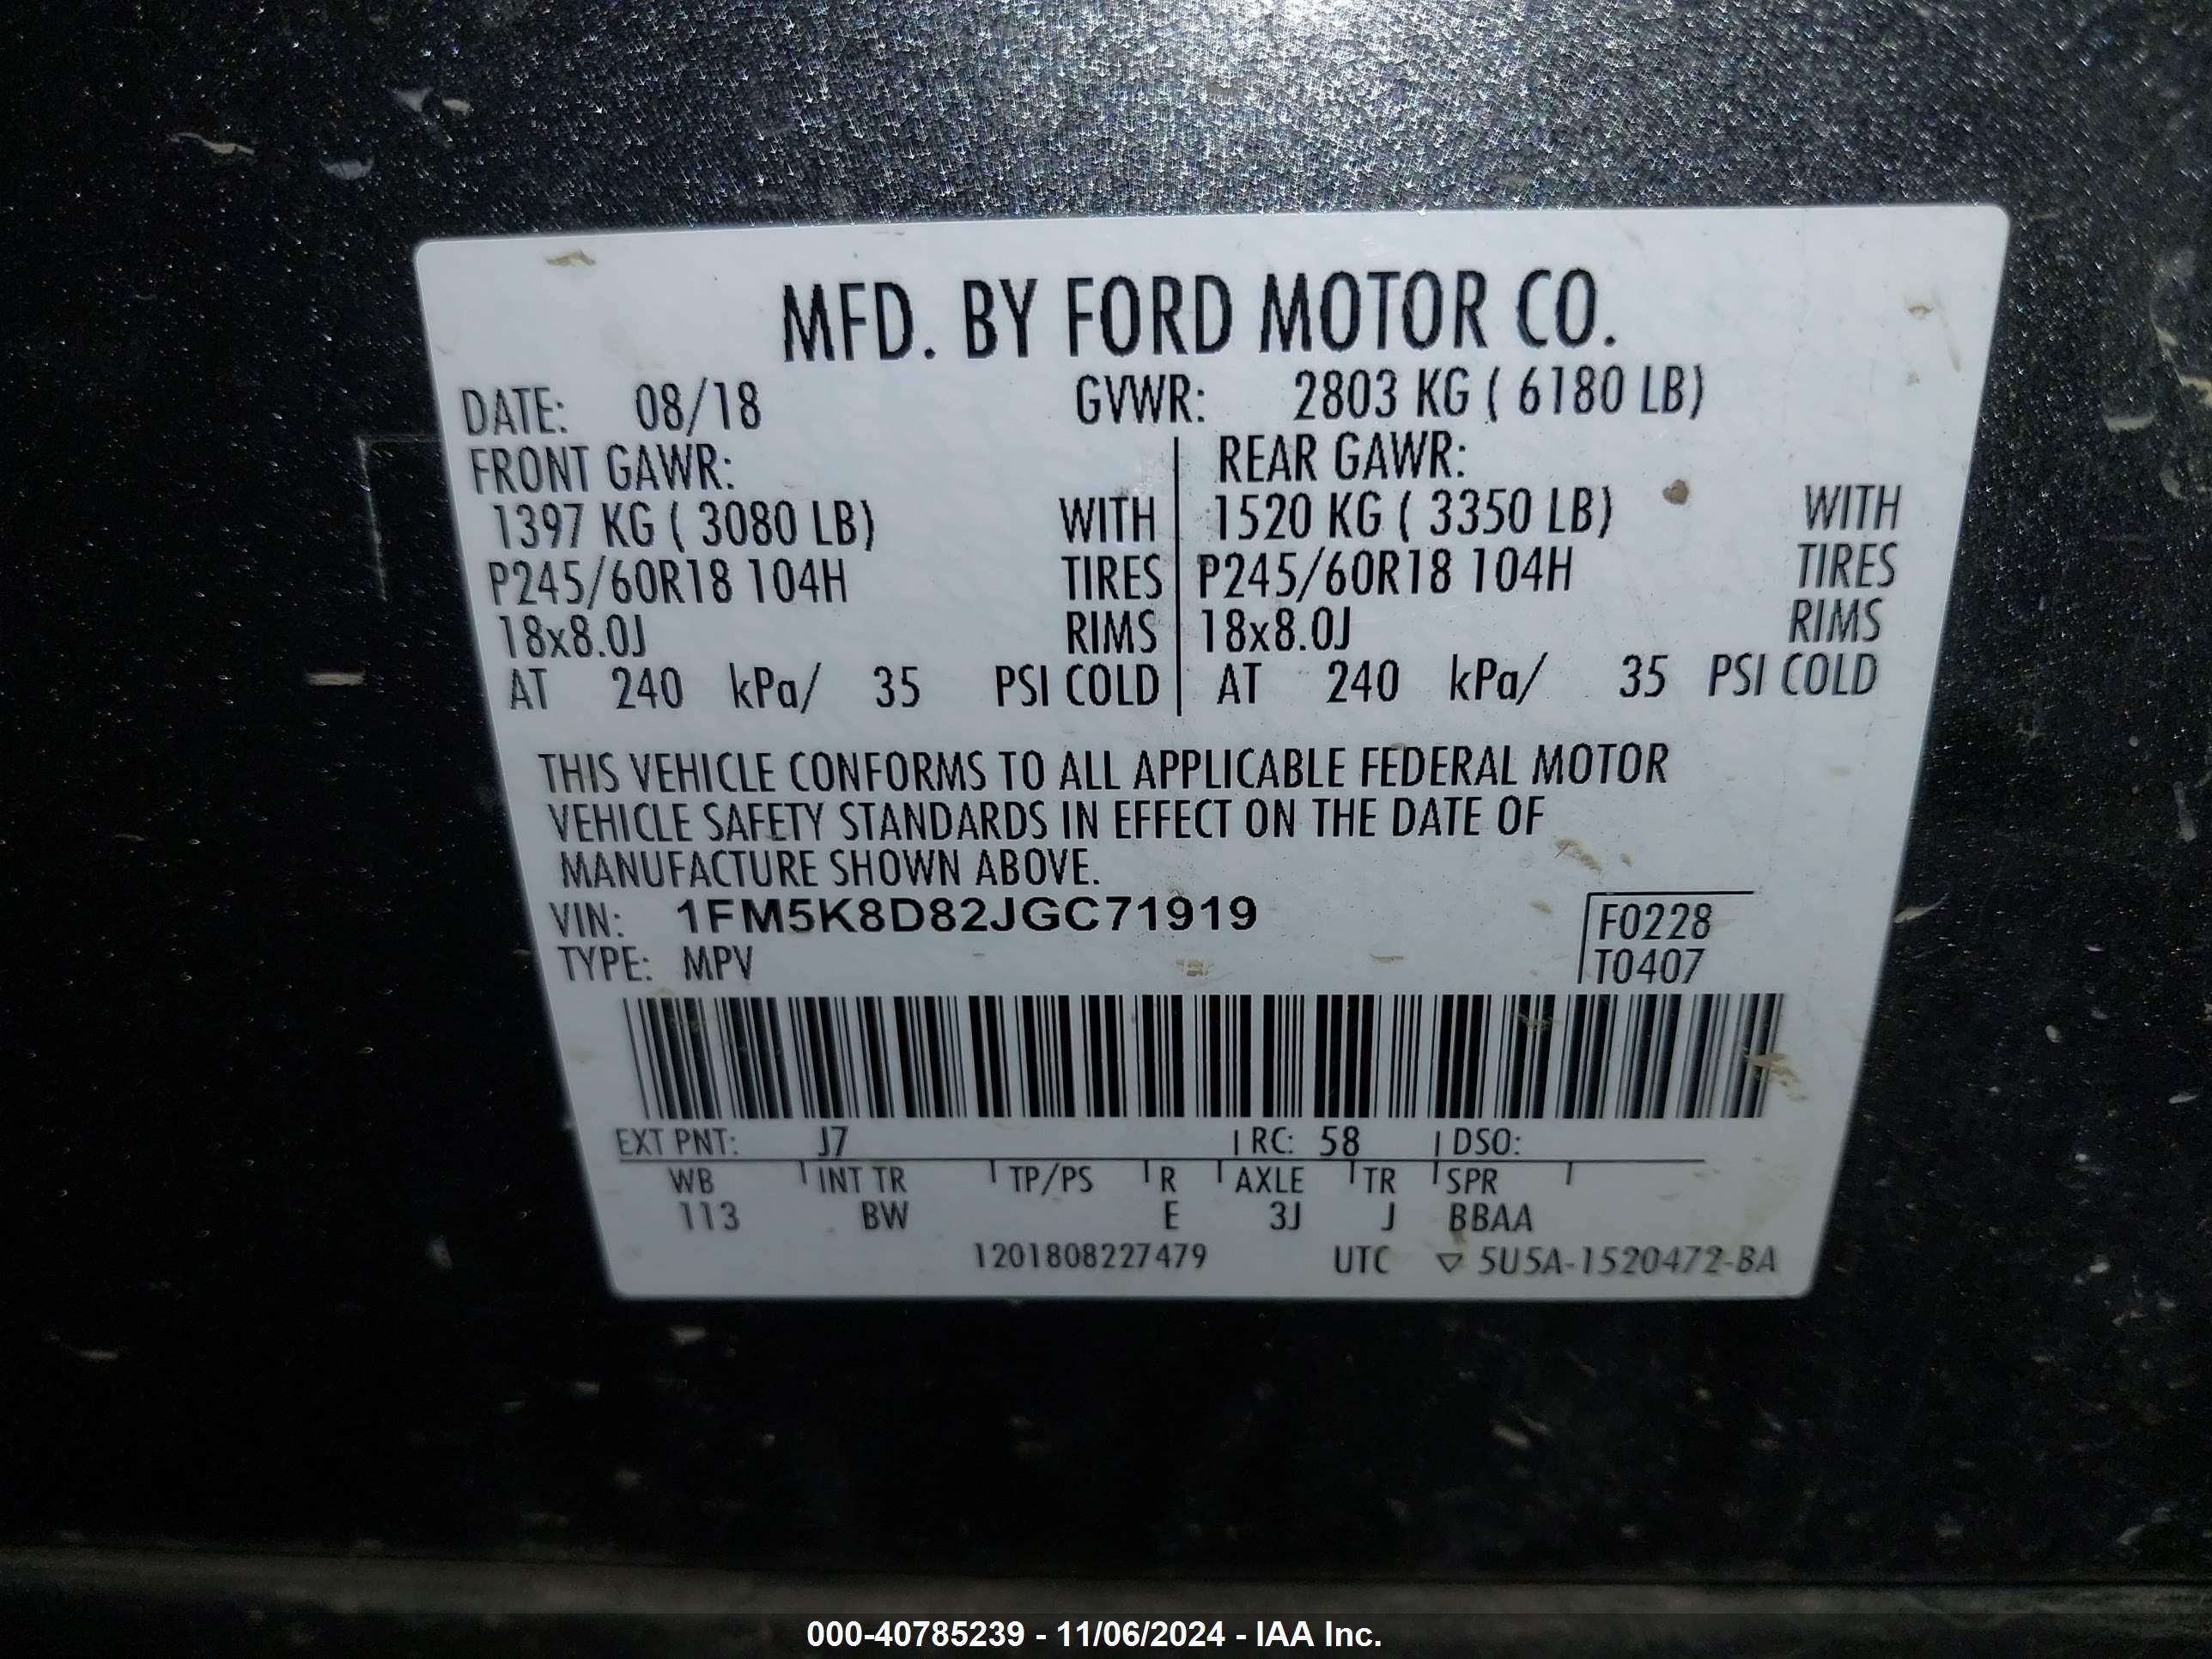 MFD. BY FORD MOTOR CO.
DATE: 08/18 GVWR: 2803 KG ( 6180 LB)
FRONT GAWR: REAR GAWR:
1397 KG ( 3080 LB) WITH 1520 KG ( 3350 LB) WITH
P245/60R18 104H TIRES P245/60R18 104H TIRES
18x8.0J RIMS 18x8.0J RIMS
AT 240 kPa/ 35 PSI COLD AT 240 kPa/ 35 PSI COLD
THIS VEHICLE CONFORMS TO ALL APPLICABLE FEDERAL MOTOR
VEHICLE SAFETY STANDARDS IN EFFECT ON THE DATE OF
MANUFACTURE SHOWN ABOVE.
VIN: 1FM5K8D82JGC71919 F0228
TYPE: MPV T0407
EXT PNT: J7 RC: 58 DSO:
WB INT TR TP/PS R AXLE TR SPR
113 BW E 3J J BBAA
1201808227479 UTC ▽ 5U5A-1520472-BA
000-40785239 - 11/06/2024 - IAA Inc.